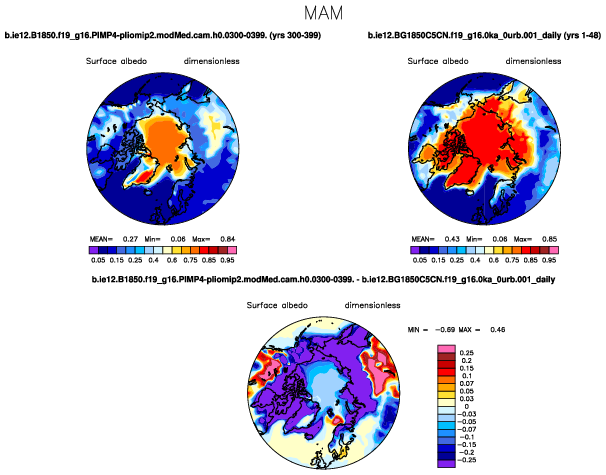 MAM
b.ie12.B1850.f19_g16.PIMP4-pliomip2.modMed.cam.h0.0300-0399. (yrs 300-399)
b.ie12.BG1850C5CN.f19_g16.0ka_0urb.001_daily (yrs 1-48)
Surface albedo dimensionless
Surface albedo dimensionless
MEAN= 0.27 Min= 0.06 Max= 0.84
MEAN= 0.43 Min= 0.06 Max= 0.85
0.05 0.15 0.25 0.4 0.6 0.75 0.85 0.95
0.05 0.15 0.25 0.4 0.6 0.75 0.85 0.95
b.ie12.B1850.f19_g16.PIMP4-pliomip2.modMed.cam.h0.0300-0399. - b.ie12.BG1850C5CN.f19_g16.0ka_0urb.001_daily
Surface albedo dimensionless
MIN = -0.69 MAX = 0.46
0.25
0.2
0.15
0.1
0.07
0.05
0.03
0
-0.03
-0.05
-0.07
-0.1
-0.15
-0.2
-0.25